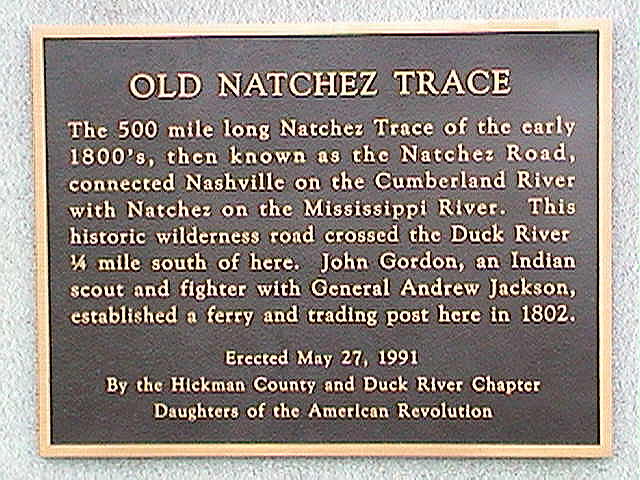 OLD NATCHEZ TRACE
The 500 mile long Natchez Trace of the early
1800's, then known as the Natchez Road,
connected Nashville on the Cumberland River
with Natchez on the Mississippi River. This
historic wilderness road crossed the Duck River
¼ mile south of here. John Gordon, an Indian
scout and fighter with General Andrew Jackson,
established a ferry and trading post here in 1802.
Erected May 27, 1991
By the Hickman County and Duck River Chapter
Daughters of the American Revolution